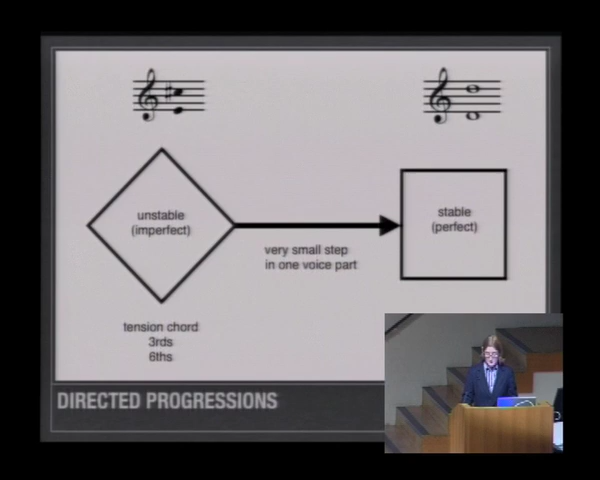 unstable
(imperfect)
very small step
in one voice part
stable
(perfect)
tension chord
3rds
6ths
DIRECTED PROGRESSIONS